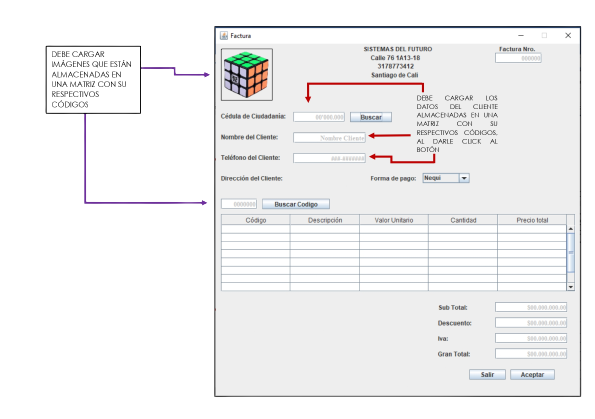 Factura
SISTEMAS DEL FUTURO
Calle 76 1A13-18
3178773412
Santiago de Cali
Factura Nro.
000000
DEBE CARGAR
IMÁGENES QUE ESTÁN
ALMACENADAS EN
UNA MATRIZ CON SU
RESPECTIVOS
CÓDIGOS
DEBE CARGAR LOS
DATOS DEL CLIENTE
ALMACENADAS EN UNA
MATRIZ CON SU
RESPECTIVOS CÓDIGOS,
AL DARLE CLICK AL
BOTÓN
Cédula de Ciudadanía:
00'000.000
Buscar
Nombre del Cliente:
Nombre Cliente
Teléfono del Cliente:
Dirección del Cliente:
Forma de pago:
Nequi
0000000
Buscar Codigo
Código
Descripción
Valor Unitario
Cantidad
Precio total
Sub Total:
$00.000.000,00
Descuento:
$00.000.000,00
Iva:
$00.000.000,00
Gran Total:
$00.000.000,00
Salir
Aceptar